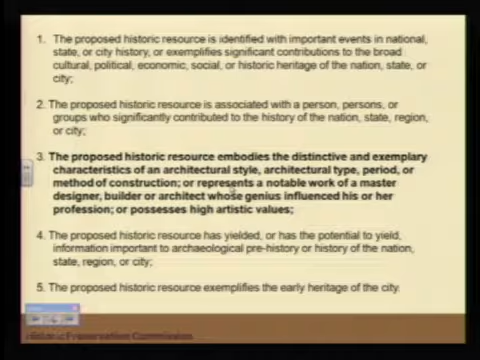 1. The proposed historic resource is identified with important events in national,
state, or city history, or exemplifies significant contributions to the broad
cultural, political, economic, social, or historic heritage of the nation, state, or
city;
2. The proposed historic resource is associated with a person, persons, or
groups who significantly contributed to the history of the nation, state, region,
or city;
3. The proposed historic resource embodies the distinctive and exemplary
characteristics of an architectural style, architectural type, period, or
method of construction; or represents a notable work of a master
designer, builder or architect whose genius influenced his or her
profession; or possesses high artistic values;
4. The proposed historic resource has yielded, or has the potential to yield,
information important to archaeological pre-history or history of the nation,
state, region, or city;
5. The proposed historic resource exemplifies the early heritage of the city.
Historic Preservation Commission